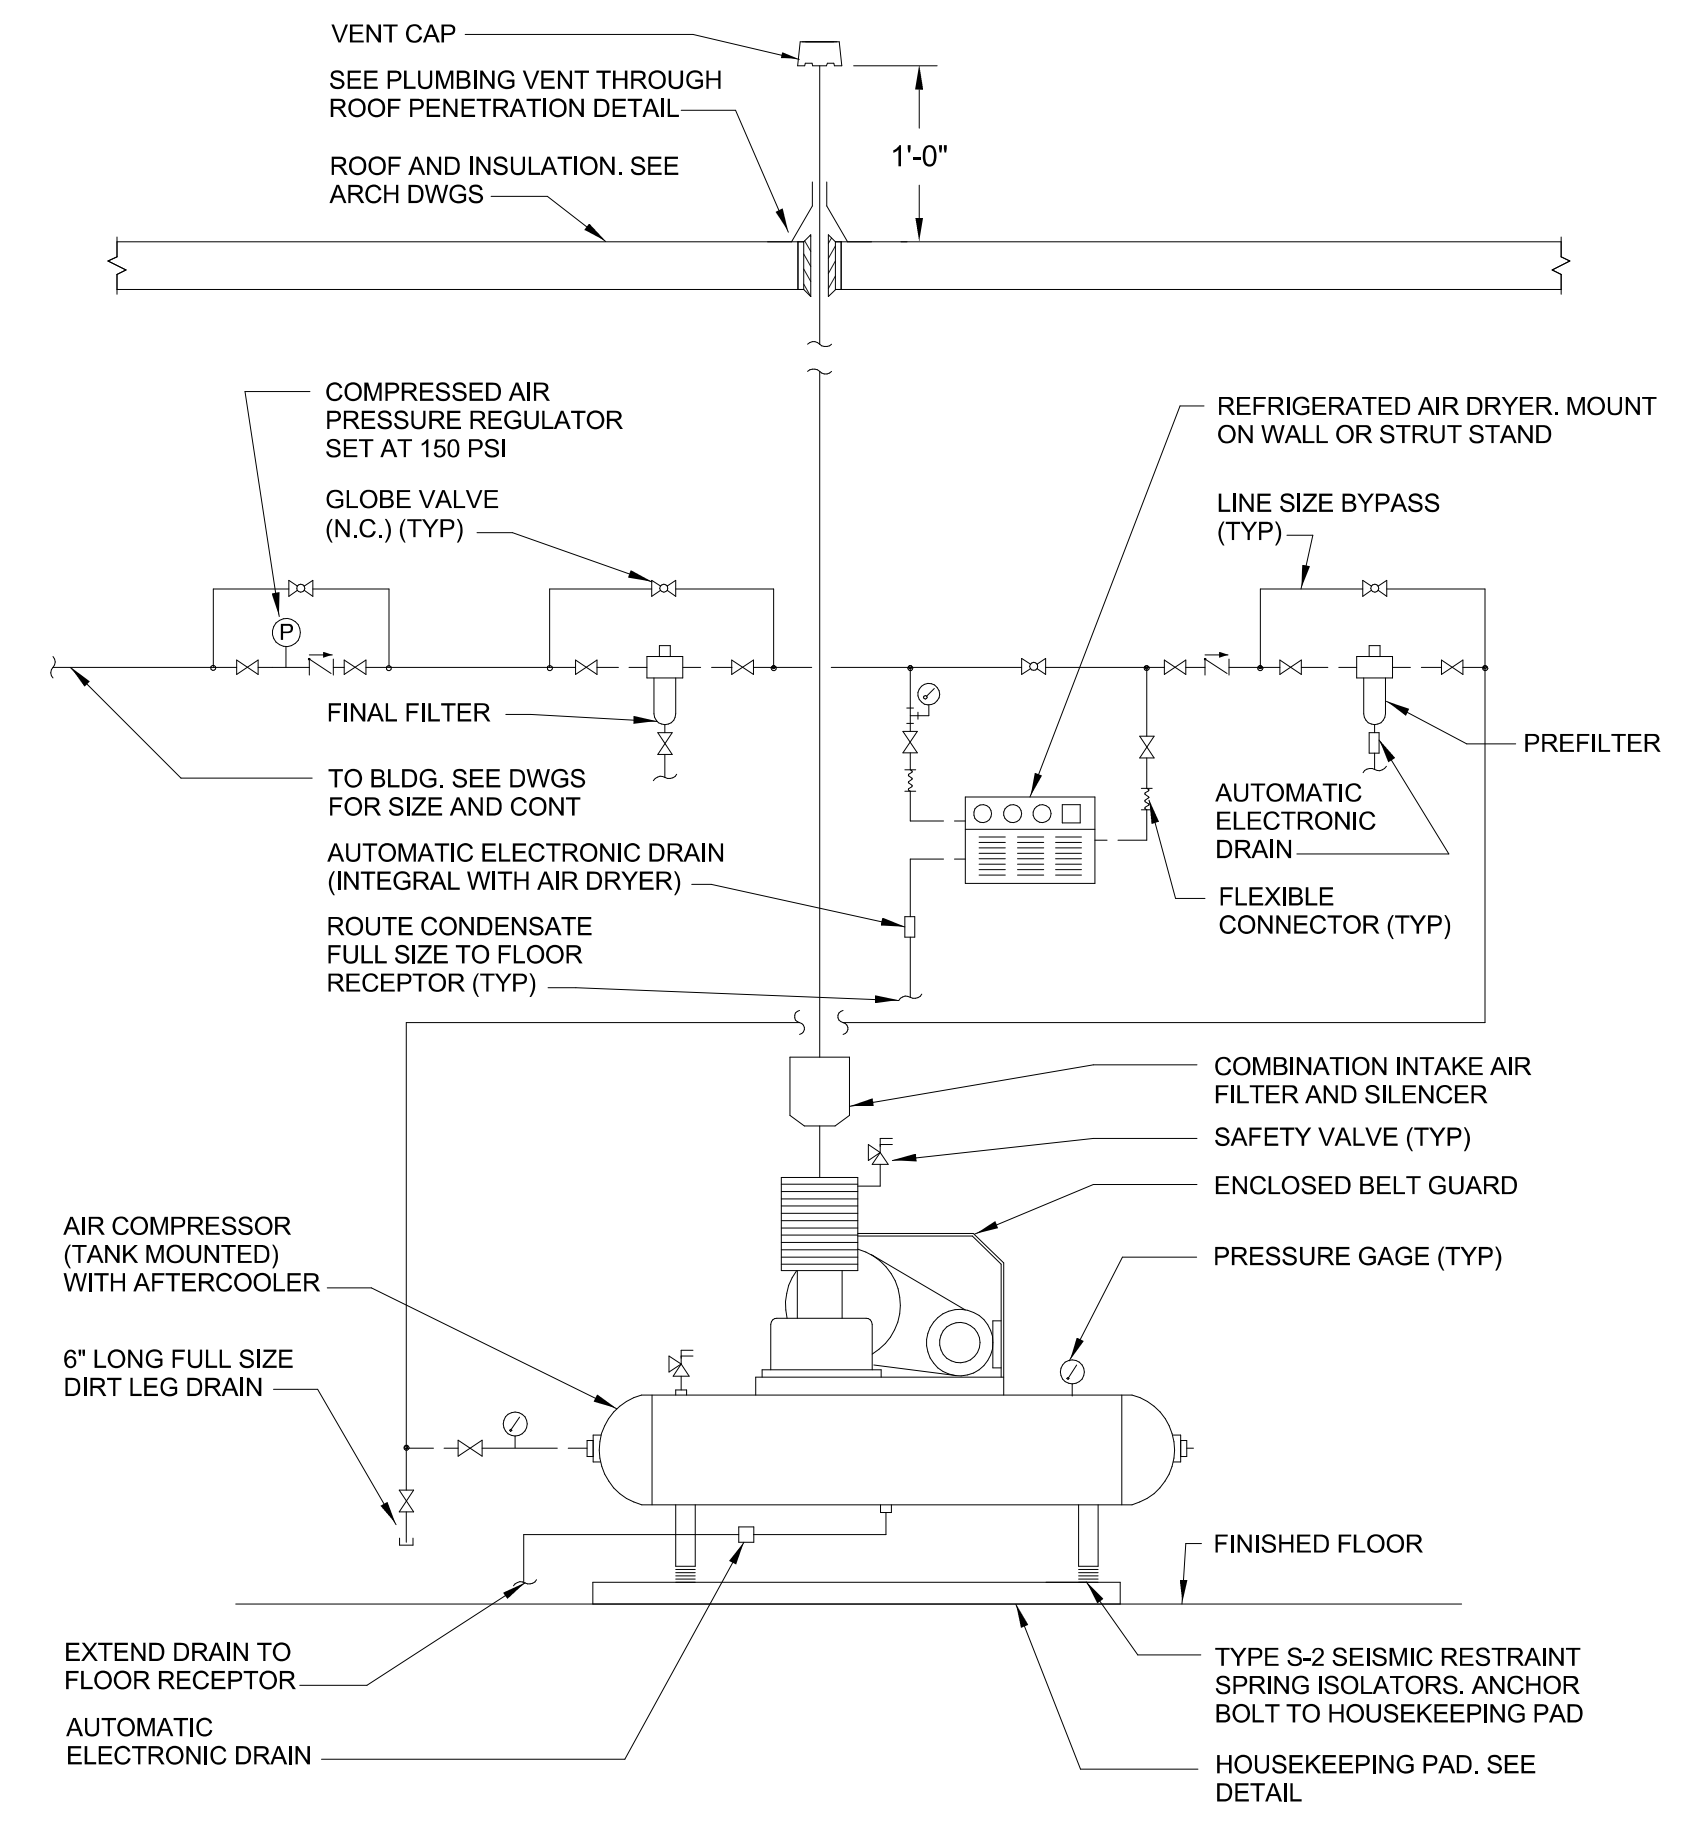 VENT CAP
SEE PLUMBING VENT THROUGH
ROOF PENETRATION DETAIL
1'-0"
ROOF AND INSULATION. SEE
ARCH DWGS
COMPRESSED AIR
PRESSURE REGULATOR
SET AT 150 PSI
REFRIGERATED AIR DRYER. MOUNT
ON WALL OR STRUT STAND
GLOBE VALVE
(N.C.) (TYP)
LINE SIZE BYPASS
(TYP)
P
FINAL FILTER
PREFILTER
TO BLDG. SEE DWGS
FOR SIZE AND CONT
AUTOMATIC
ELECTRONIC
DRAIN
AUTOMATIC ELECTRONIC DRAIN
(INTEGRAL WITH AIR DRYER)
FLEXIBLE
CONNECTOR (TYP)
ROUTE CONDENSATE
FULL SIZE TO FLOOR
RECEPTOR (TYP)
COMBINATION INTAKE AIR
FILTER AND SILENCER
SAFETY VALVE (TYP)
ENCLOSED BELT GUARD
AIR COMPRESSOR
(TANK MOUNTED)
WITH AFTERCOOLER
PRESSURE GAGE (TYP)
6" LONG FULL SIZE
DIRT LEG DRAIN
FINISHED FLOOR
EXTEND DRAIN TO
FLOOR RECEPTOR
TYPE S-2 SEISMIC RESTRAINT
SPRING ISOLATORS. ANCHOR
BOLT TO HOUSEKEEPING PAD
AUTOMATIC
ELECTRONIC DRAIN
HOUSEKEEPING PAD. SEE
DETAIL